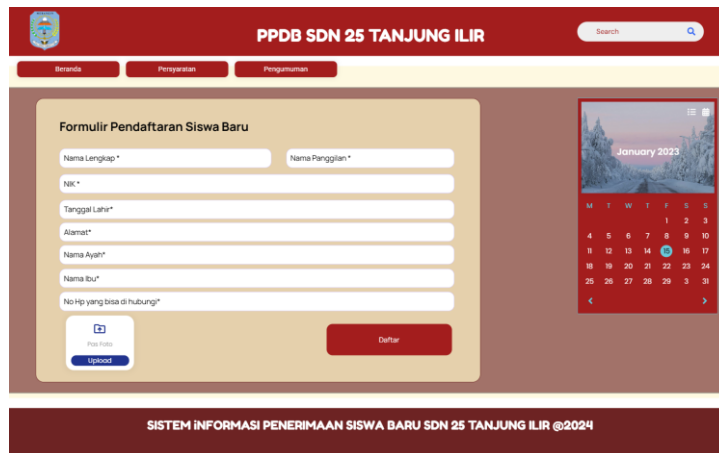 PPDB SDN 25 TANJUNG ILIR
Search
Beranda Persyaratan Pengumuman
Formulir Pendaftaran Siswa Baru
Nama Lengkap * Nama Panggilan *
NIK *
Tanggal Lahir*
Alamat*
Nama Ayah*
Nama Ibu*
No Hp yang bisa di hubungi*
Pas Foto
Upload
Daftar
January 2023
M T W T F S S
1 2 3
4 5 6 7 8 9 10
11 12 13 14 15 16 17
18 19 20 21 22 23 24
25 26 27 28 29 3 31
SISTEM iNFORMASI PENERIMAAN SISWA BARU SDN 25 TANJUNG ILIR @2024